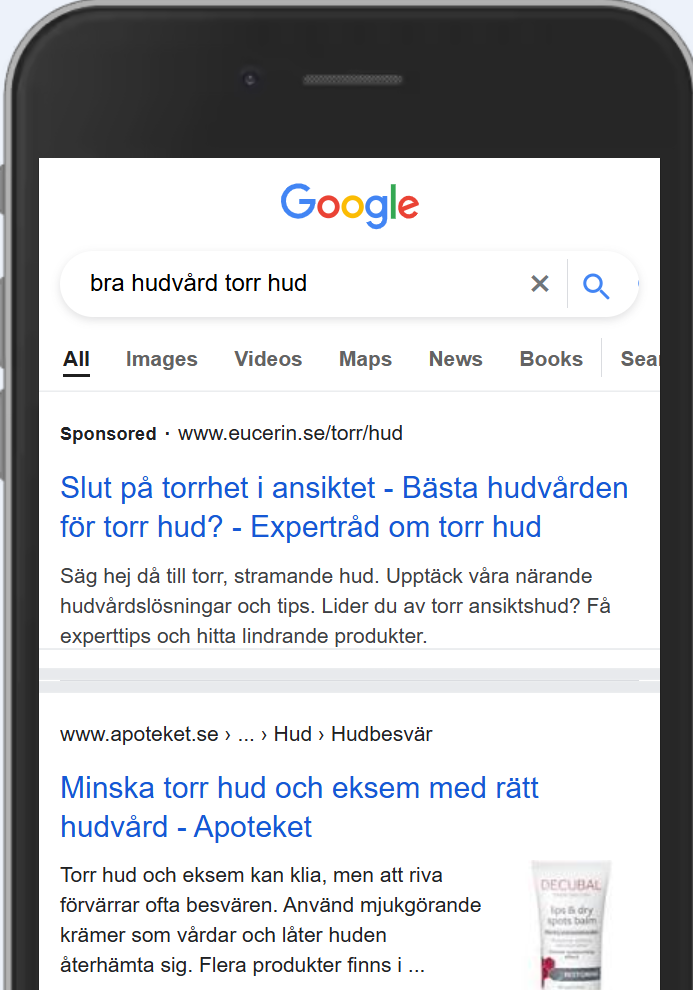 Google
bra hudvård torr hud
All Images Videos Maps News Books Sear
Sponsored · www.eucerin.se/torr/hud
Slut på torrhet i ansiktet - Bästa hudvården
för torr hud? - Expertråd om torr hud
Säg hej då till torr, stramande hud. Upptäck våra närande
hudvårdslösningar och tips. Lider du av torr ansiktshud? Få
experttips och hitta lindrande produkter.
www.apoteket.se › ... › Hud › Hudbesvär
Minska torr hud och eksem med rätt
hudvård - Apoteket
Torr hud och eksem kan klia, men att riva
förvärrar ofta besvären. Använd mjukgörande
krämer som vårdar och låter huden
återhämta sig. Flera produkter finns i ...
DECUBAL
lips & dry
spots balm